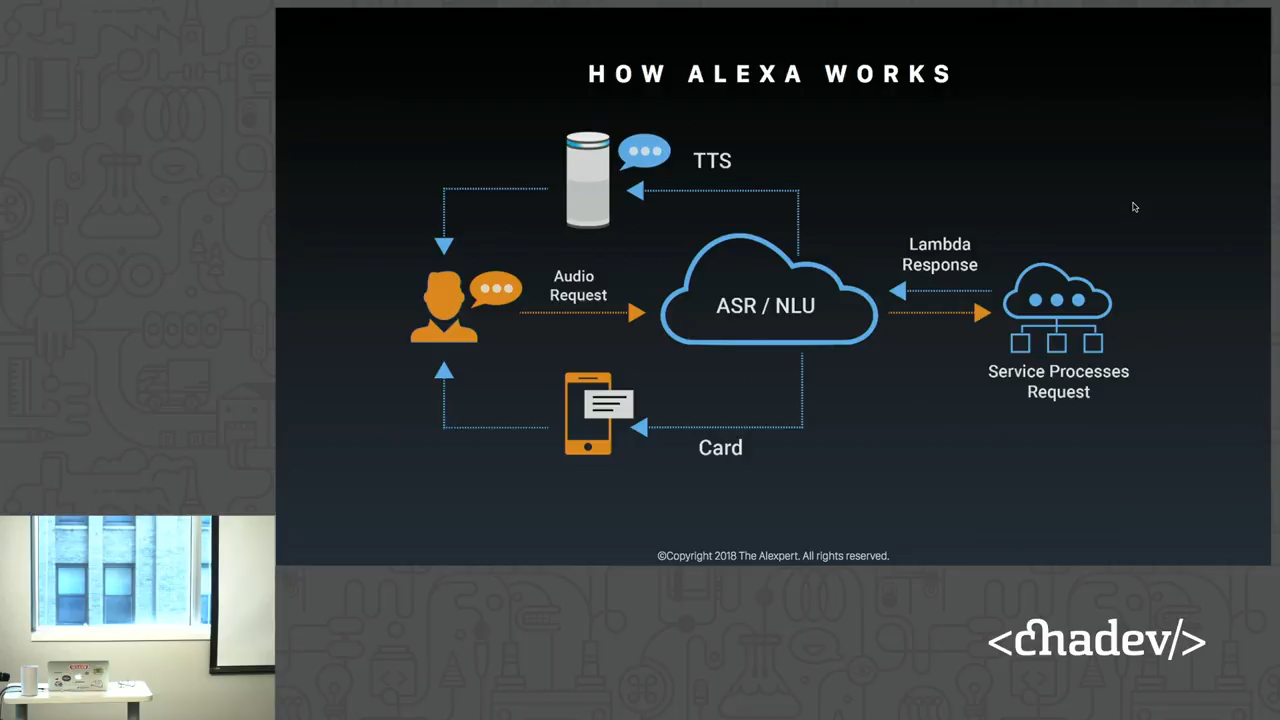 HOW ALEXA WORKS
TTS
Audio
Request
ASR / NLU
Lambda
Response
Service Processes
Request
Card
©Copyright 2018 The Alexpert. All rights reserved.
<chadev/>